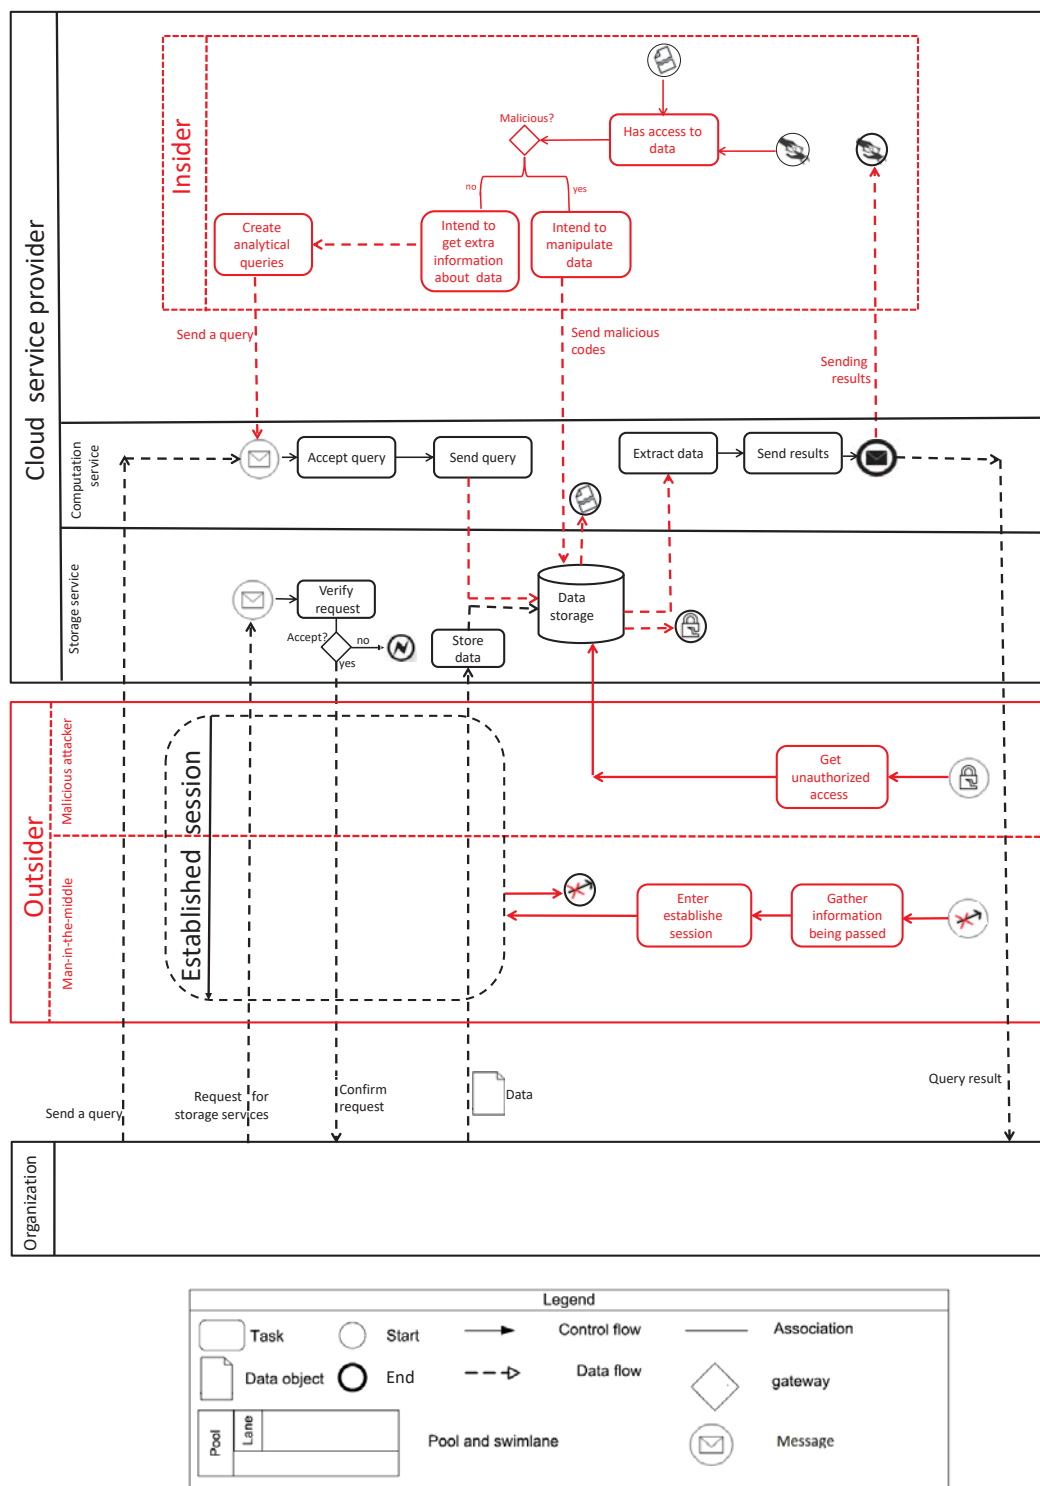 Cloud service provider
Insider
Malicious?
Has access to
data
no
yes
Create
analytical
queries
Intend to
get extra
information
about data
Intend to
manipulate
data
Send a query
Send malicious
codes
Sending
results
Computation
service
Accept query
Send query
Extract data
Send results
Storage service
Verify
request
Accept?
no
yes
Store
data
Data
storage
Outsider
Malicious attacker
Established session
Get
unauthorized
access
Man-in-the-middle
Enter
establishe
session
Gather
information
being passed
Send a query
Request for
storage services
Confirm
request
Data
Query result
Organization
Legend
Task
Start
Control flow
Association
Data object
End
Data flow
gateway
Pool
Lane
Pool and swimlane
Message